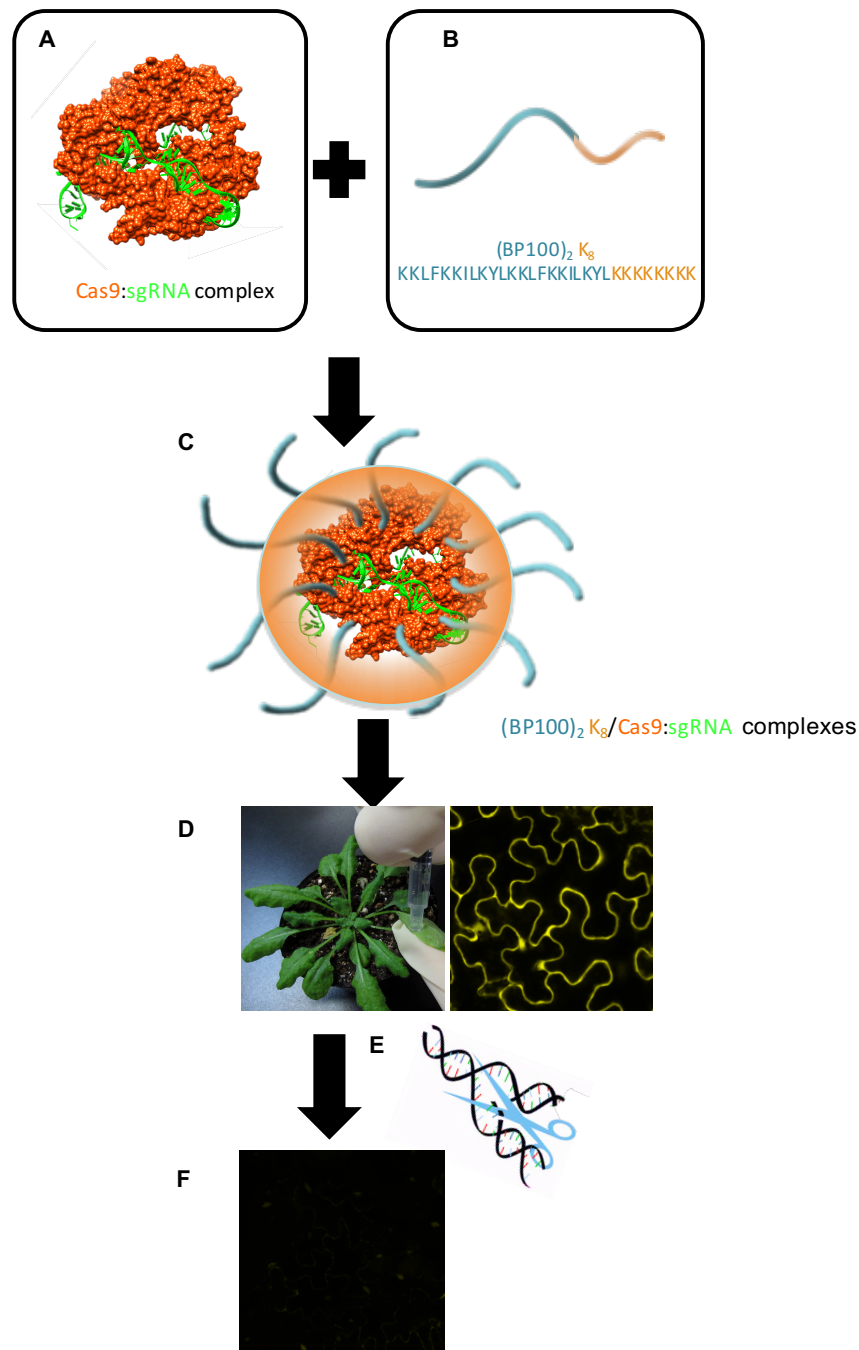 A
Cas9:sgRNA complex
B
(BP100)₂ K₈
KKLFKKILKYLKKLFKKILKYLKKKKKKKK
C
(BP100)₂ K₈/Cas9:sgRNA complexes
D
E
F